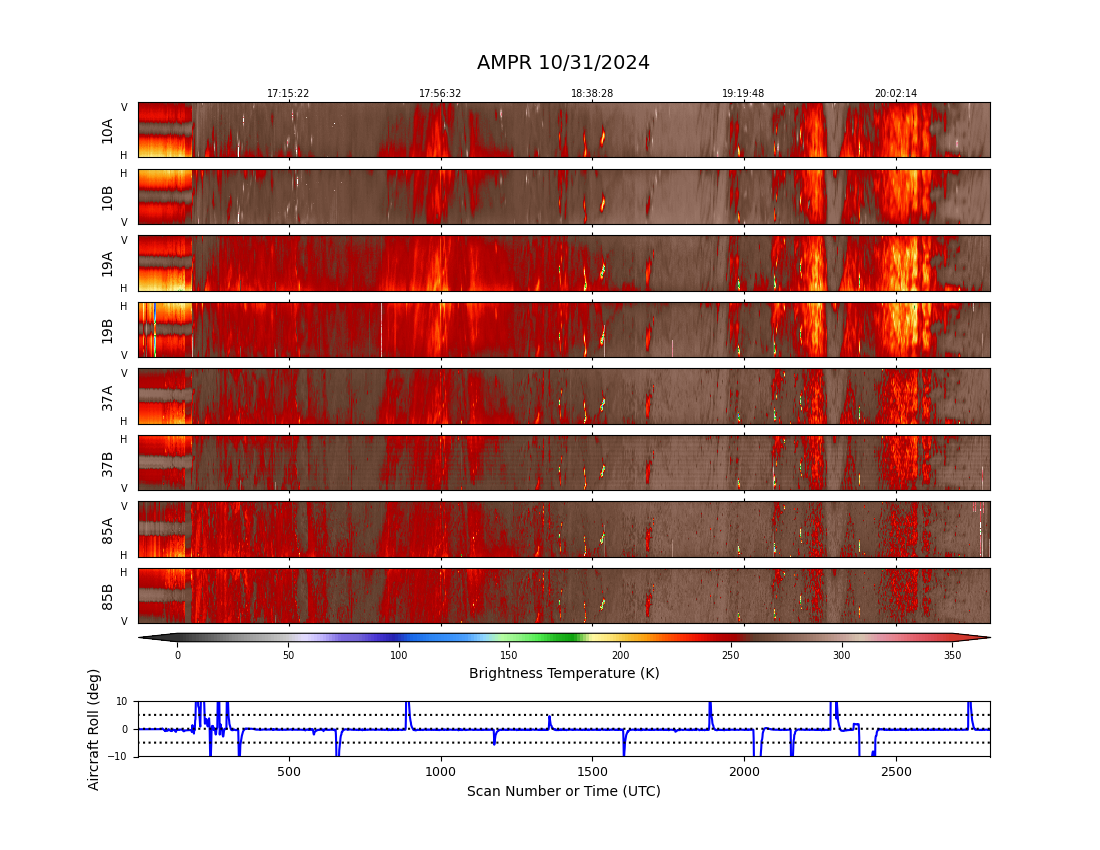 AMPR 10/31/2024
17:15:22 17:56:32 18:38:28 19:19:48 20:02:14
V
10A
H
H
10B
V
V
19A
H
H
19B
V
V
37A
H
H
37B
V
V
85A
H
H
85B
V
0 50 100 150 200 250 300 350
Brightness Temperature (K)
Aircraft Roll (deg)
10
0
−10
500 1000 1500 2000 2500
Scan Number or Time (UTC)